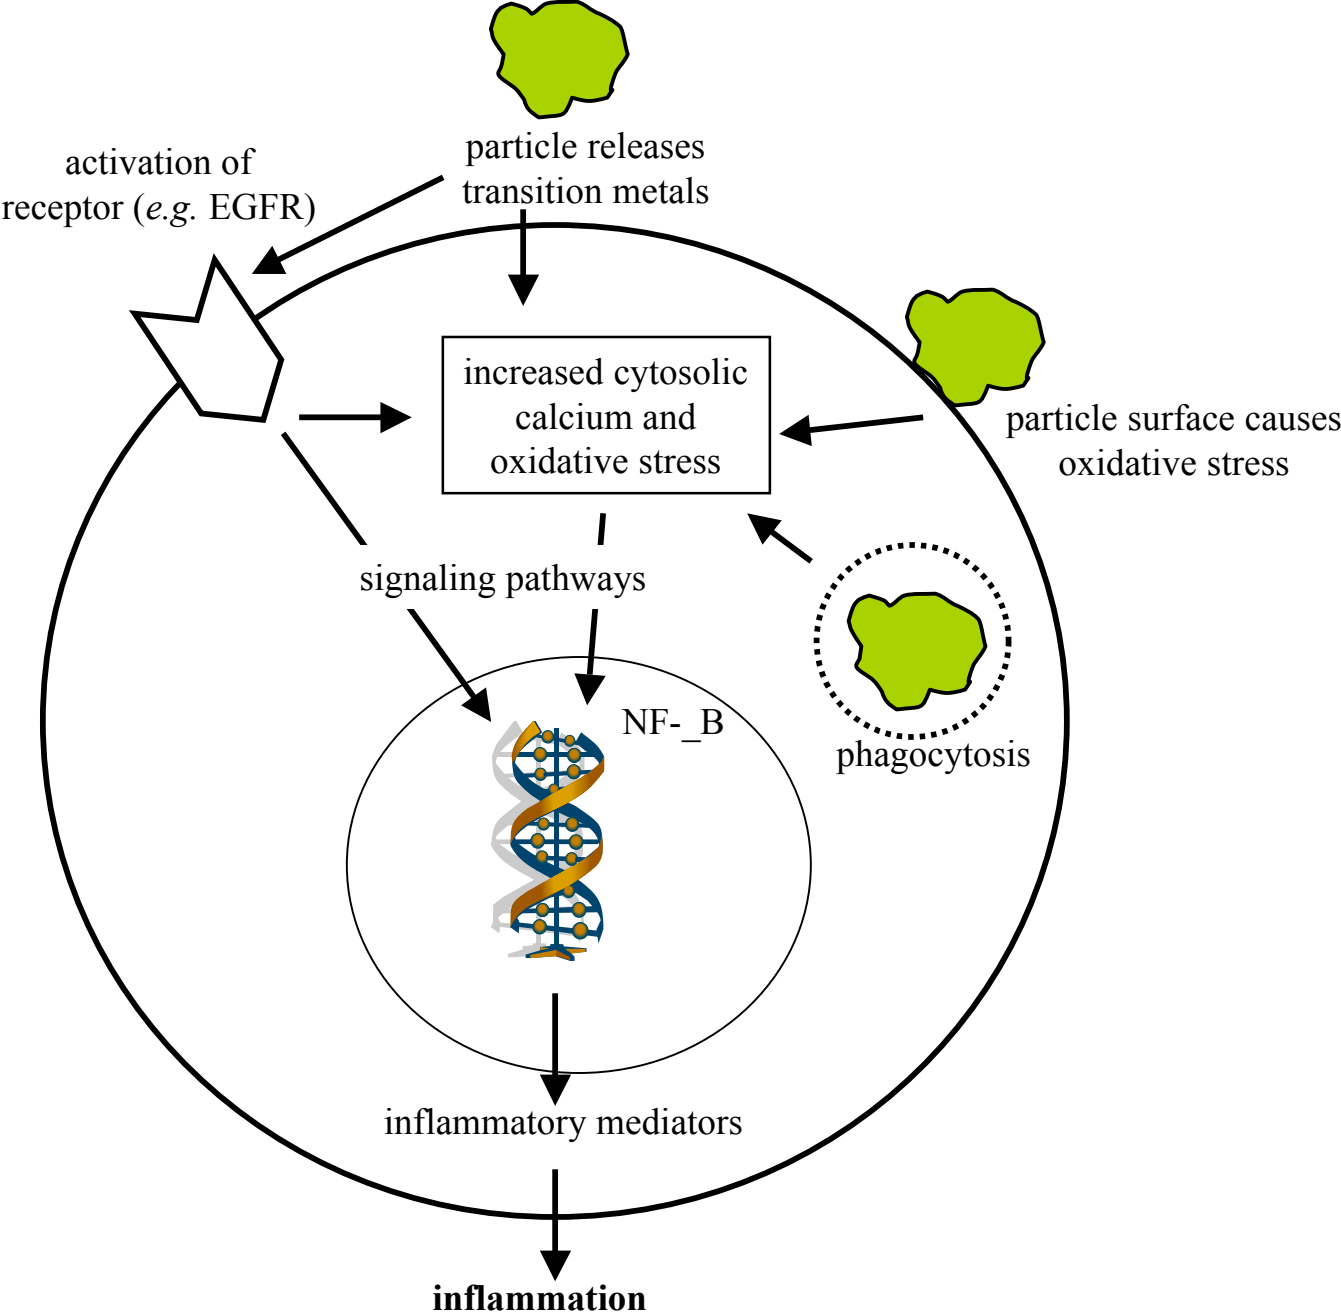 particle releases
transition metals
activation of
receptor (e.g. EGFR)
increased cytosolic
calcium and
oxidative stress
particle surface causes
oxidative stress
signaling pathways
NF-_B
phagocytosis
inflammatory mediators
inflammation